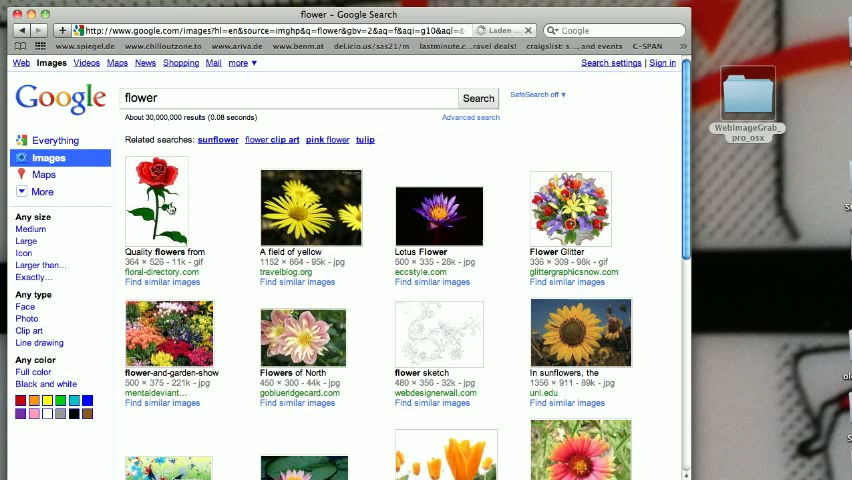 flower – Google Search
http://www.google.com/images?hl=en&source=imghp&q=flower&gbv=2&aq=f&aqi=g10&aql=&
Laden ...
Google
www.spiegel.de
www.chilloutzone.to
www.ariva.de
www.benm.at
del.icio.us/sas21/m
lastminute.c...ravel deals!
craigslist: s..., and events
C-SPAN
Web Images Videos Maps News Shopping Mail more ▼
Search settings | Sign in
Google
flower
Search
SafeSearch off ▼
About 30,000,000 results (0.08 seconds)
Advanced search
Everything
Images
Maps
More
Any size
Medium
Large
Icon
Larger than...
Exactly...
Any type
Face
Photo
Clip art
Line drawing
Any color
Full color
Black and white
Related searches: sunflower flower clip art pink flower tulip
Quality flowers from
364 × 526 - 11k - gif
floral-directory.com
Find similar images
A field of yellow
1152 × 864 - 95k - jpg
travelblog.org
Find similar images
Lotus Flower
500 × 335 - 28k - jpg
eccstyle.com
Find similar images
Flower Glitter
336 × 309 - 98k - gif
glittergraphicsnow.com
Find similar images
flower-and-garden-show
500 × 375 - 221k - jpg
mentaldeviant...
Find similar images
Flowers of North
450 × 300 - 44k - jpg
goblueridgecard.com
Find similar images
flower sketch
480 × 356 - 32k - jpg
webdesignerwall.com
Find similar images
In sunflowers, the
1356 × 911 - 89k - jpg
uni.edu
Find similar images
WebImageGrab_
pro_osx